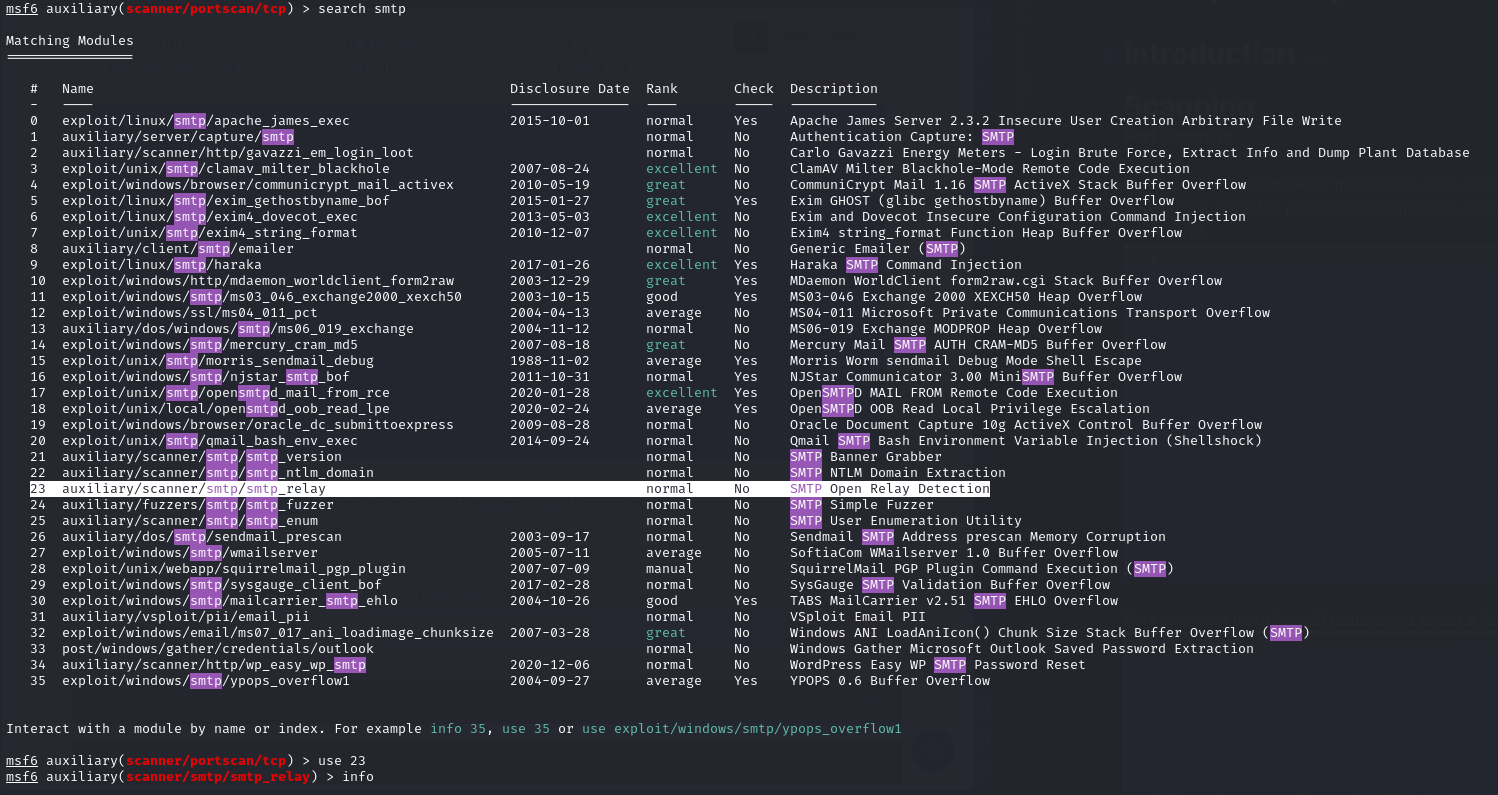 msf6 auxiliary(scanner/portscan/tcp) > search smtp
Matching Modules
================
# Name Disclosure Date Rank Check Description
- ---- --------------- ---- ----- -----------
0 exploit/linux/smtp/apache_james_exec 2015-10-01 normal Yes Apache James Server 2.3.2 Insecure User Creation Arbitrary File Write
1 auxiliary/server/capture/smtp normal No Authentication Capture: SMTP
2 auxiliary/scanner/http/gavazzi_em_login_loot normal No Carlo Gavazzi Energy Meters - Login Brute Force, Extract Info and Dump Plant Database
3 exploit/unix/smtp/clamav_milter_blackhole 2007-08-24 excellent No ClamAV Milter Blackhole-Mode Remote Code Execution
4 exploit/windows/browser/communicrypt_mail_activex 2010-05-19 great No CommuniCrypt Mail 1.16 SMTP ActiveX Stack Buffer Overflow
5 exploit/linux/smtp/exim_gethostbyname_bof 2015-01-27 great Yes Exim GHOST (glibc gethostbyname) Buffer Overflow
6 exploit/linux/smtp/exim4_dovecot_exec 2013-05-03 excellent No Exim and Dovecot Insecure Configuration Command Injection
7 exploit/unix/smtp/exim4_string_format 2010-12-07 excellent No Exim4 string_format Function Heap Buffer Overflow
8 auxiliary/client/smtp/emailer normal No Generic Emailer (SMTP)
9 exploit/linux/smtp/haraka 2017-01-26 excellent Yes Haraka SMTP Command Injection
10 exploit/windows/http/mdaemon_worldclient_form2raw 2003-12-29 great Yes MDaemon WorldClient form2raw.cgi Stack Buffer Overflow
11 exploit/windows/smtp/ms03_046_exchange2000_xexch50 2003-10-15 good Yes MS03-046 Exchange 2000 XEXCH50 Heap Overflow
12 exploit/windows/ssl/ms04_011_pct 2004-04-13 average No MS04-011 Microsoft Private Communications Transport Overflow
13 auxiliary/dos/windows/smtp/ms06_019_exchange 2004-11-12 normal No MS06-019 Exchange MODPROP Heap Overflow
14 exploit/windows/smtp/mercury_cram_md5 2007-08-18 great No Mercury Mail SMTP AUTH CRAM-MD5 Buffer Overflow
15 exploit/unix/smtp/morris_sendmail_debug 1988-11-02 average Yes Morris Worm sendmail Debug Mode Shell Escape
16 exploit/windows/smtp/njstar_smtp_bof 2011-10-31 normal Yes NJStar Communicator 3.00 MiniSMTP Buffer Overflow
17 exploit/unix/smtp/opensmtpd_mail_from_rce 2020-01-28 excellent Yes OpenSMTPD MAIL FROM Remote Code Execution
18 exploit/unix/local/opensmtpd_oob_read_lpe 2020-02-24 average Yes OpenSMTPD OOB Read Local Privilege Escalation
19 exploit/windows/browser/oracle_dc_submittoexpress 2009-08-28 normal No Oracle Document Capture 10g ActiveX Control Buffer Overflow
20 exploit/unix/smtp/qmail_bash_env_exec 2014-09-24 normal No Qmail SMTP Bash Environment Variable Injection (Shellshock)
21 auxiliary/scanner/smtp/smtp_version normal No SMTP Banner Grabber
22 auxiliary/scanner/smtp/smtp_ntlm_domain normal No SMTP NTLM Domain Extraction
23 auxiliary/scanner/smtp/smtp_relay normal No SMTP Open Relay Detection
24 auxiliary/fuzzers/smtp/smtp_fuzzer normal No SMTP Simple Fuzzer
25 auxiliary/scanner/smtp/smtp_enum normal No SMTP User Enumeration Utility
26 auxiliary/dos/smtp/sendmail_prescan 2003-09-17 normal No Sendmail SMTP Address prescan Memory Corruption
27 exploit/windows/smtp/wmailserver 2005-07-11 average No SoftiaCom WMailserver 1.0 Buffer Overflow
28 exploit/unix/webapp/squirrelmail_pgp_plugin 2007-07-09 manual No SquirrelMail PGP Plugin Command Execution (SMTP)
29 exploit/windows/smtp/sysgauge_client_bof 2017-02-28 normal No SysGauge SMTP Validation Buffer Overflow
30 exploit/windows/smtp/mailcarrier_smtp_ehlo 2004-10-26 good Yes TABS MailCarrier v2.51 SMTP EHLO Overflow
31 auxiliary/vsploit/pii/email_pii normal No VSploit Email PII
32 exploit/windows/email/ms07_017_ani_loadimage_chunksize 2007-03-28 great No Windows ANI LoadAniIcon() Chunk Size Stack Buffer Overflow (SMTP)
33 post/windows/gather/credentials/outlook normal No Windows Gather Microsoft Outlook Saved Password Extraction
34 auxiliary/scanner/http/wp_easy_wp_smtp 2020-12-06 normal No WordPress Easy WP SMTP Password Reset
35 exploit/windows/smtp/ypops_overflow1 2004-09-27 average Yes YPOPS 0.6 Buffer Overflow
Interact with a module by name or index. For example info 35, use 35 or use exploit/windows/smtp/ypops_overflow1
msf6 auxiliary(scanner/portscan/tcp) > use 23
msf6 auxiliary(scanner/smtp/smtp_relay) > info
Introduction
Scanning